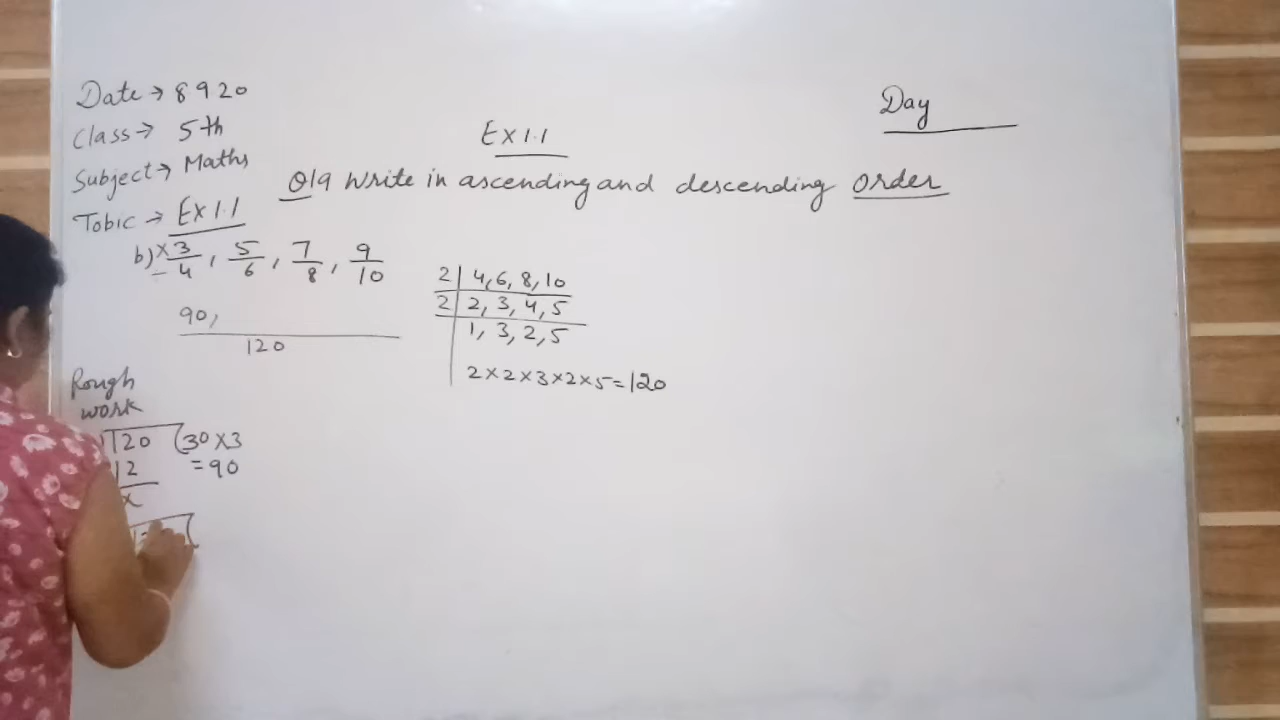 Date → 8 9 20
Day
Class → 5th
Ex 1.1
Subject → Maths
Q19 Write in ascending and descending order
Tobic → Ex 1.1
b) × 3/4, 5/6, 7/8, 9/10
2 | 4, 6, 8, 10
2 | 2, 3, 4, 5
1, 3, 2, 5
2×2×3×2×5=120
90,
120
Rough
work
120 (30×3
12 =90
×